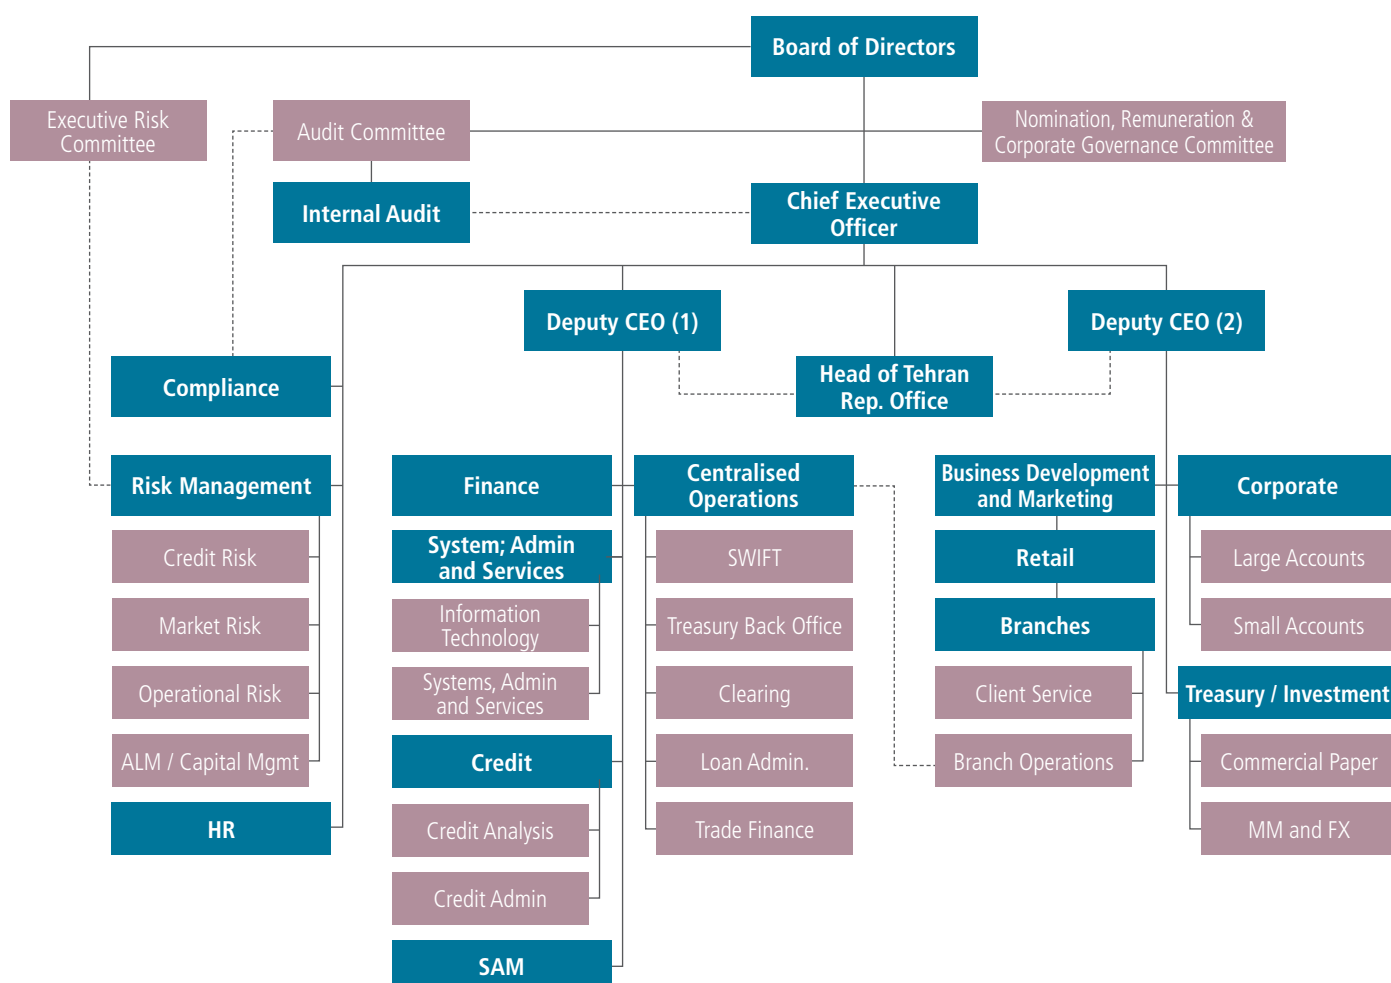 Board of Directors
Executive Risk
Committee
Audit Committee
Nomination, Remuneration &
Corporate Governance Committee
Internal Audit
Chief Executive
Officer
Deputy CEO (1)
Deputy CEO (2)
Compliance
Head of Tehran
Rep. Office
Risk Management
Credit Risk
Market Risk
Operational Risk
ALM / Capital Mgmt
HR
Finance
System; Admin
and Services
Information
Technology
Systems, Admin
and Services
Credit
Credit Analysis
Credit Admin
SAM
Centralised
Operations
SWIFT
Treasury Back Office
Clearing
Loan Admin.
Trade Finance
Business Development
and Marketing
Retail
Branches
Client Service
Branch Operations
Corporate
Large Accounts
Small Accounts
Treasury / Investment
Commercial Paper
MM and FX